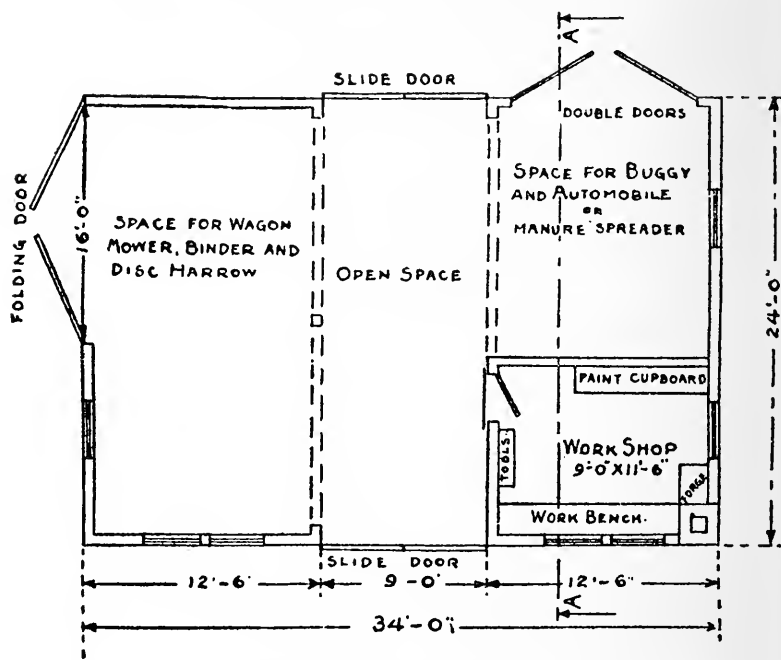 A
SLIDE DOOR
DOUBLE DOORS
FOLDING DOOR
16'-0"
SPACE FOR WAGON
MOWER, BINDER AND
DISC HARROW
OPEN SPACE
SPACE FOR BUGGY
AND AUTOMOBILE
OR
MANURE SPREADER
24'-0"
PAINT CUPBOARD
TOOLS.
WORK SHOP
9'-0"X11'-6"
FORGE
WORK BENCH.
SLIDE DOOR
12'-6"
9'-0"
12'-6"
A
34'-0"